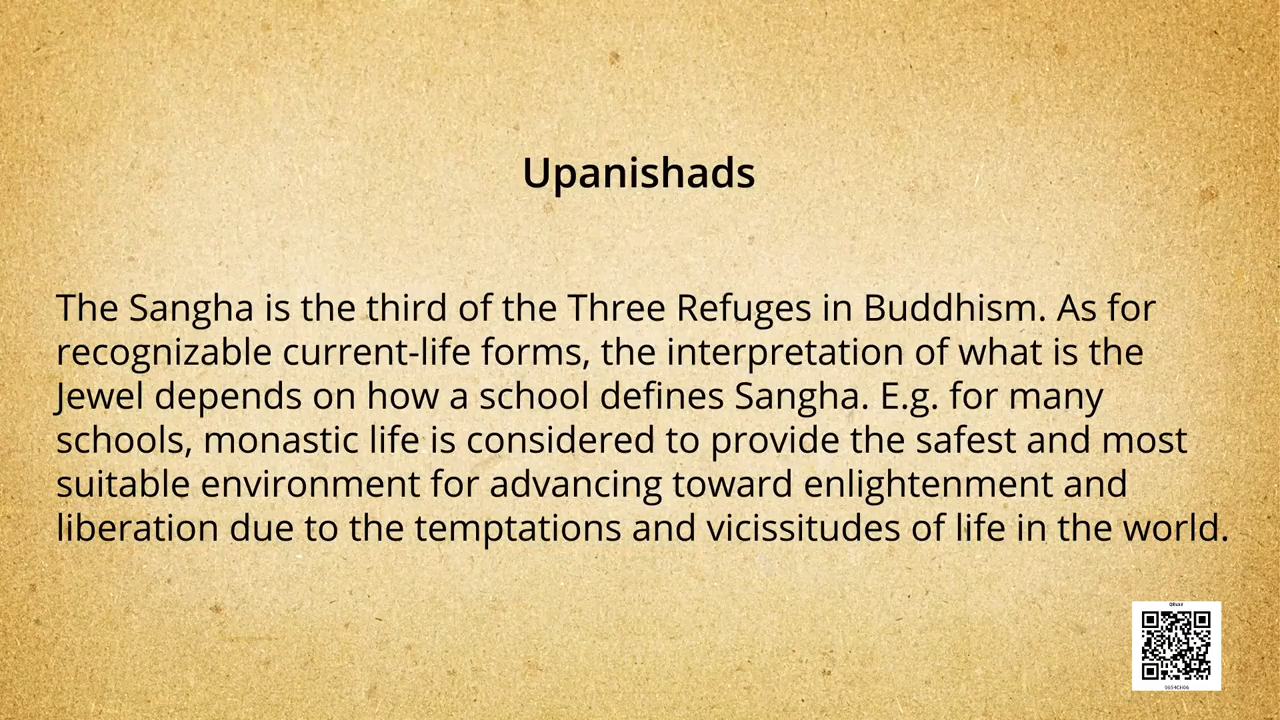 Upanishads
The Sangha is the third of the Three Refuges in Buddhism. As for
recognizable current-life forms, the interpretation of what is the
Jewel depends on how a school defines Sangha. E.g. for many
schools, monastic life is considered to provide the safest and most
suitable environment for advancing toward enlightenment and
liberation due to the temptations and vicissitudes of life in the world.